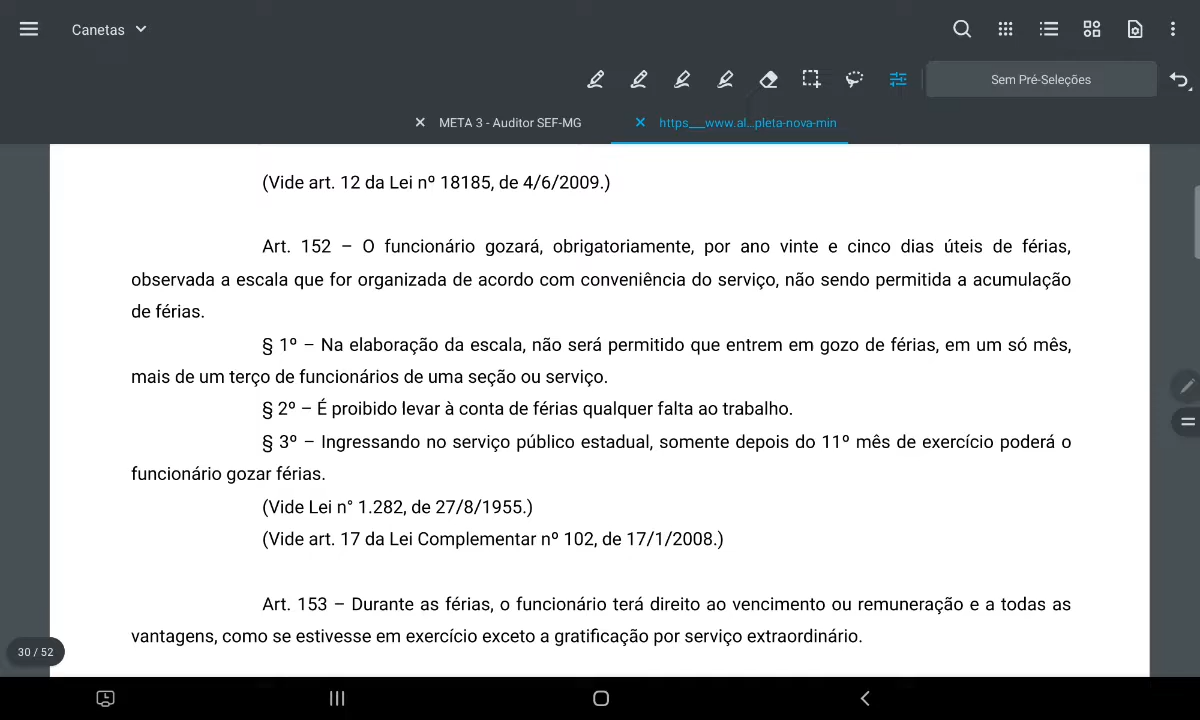 Canetas
Sem Pré-Seleções
META 3 - Auditor SEF-MG
https___www.al...pleta-nova-min
(Vide art. 12 da Lei nº 18185, de 4/6/2009.)
Art. 152 – O funcionário gozará, obrigatoriamente, por ano vinte e cinco dias úteis de férias,
observada a escala que for organizada de acordo com conveniência do serviço, não sendo permitida a acumulação
de férias.
§ 1º – Na elaboração da escala, não será permitido que entrem em gozo de férias, em um só mês,
mais de um terço de funcionários de uma seção ou serviço.
§ 2º – É proibido levar à conta de férias qualquer falta ao trabalho.
§ 3º – Ingressando no serviço público estadual, somente depois do 11º mês de exercício poderá o
funcionário gozar férias.
(Vide Lei n° 1.282, de 27/8/1955.)
(Vide art. 17 da Lei Complementar nº 102, de 17/1/2008.)
Art. 153 – Durante as férias, o funcionário terá direito ao vencimento ou remuneração e a todas as
vantagens, como se estivesse em exercício exceto a gratificação por serviço extraordinário.
30 / 52